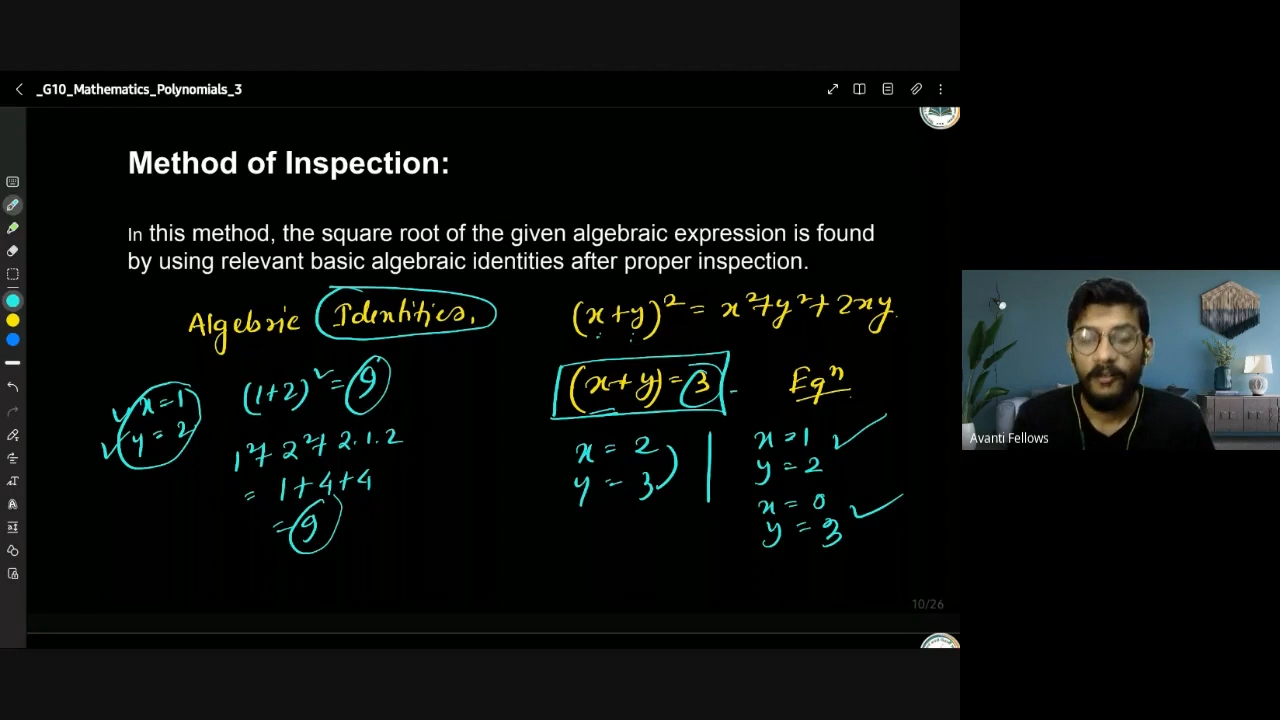 _G10_Mathematics_Polynomials_3
Method of Inspection:
In this method, the square root of the given algebraic expression is found
by using relevant basic algebraic identities after proper inspection.
Algebric Identities.
(x+y)² = x²+y²+2xy.
x=1
y=2
(1+2)² = 9
1²+2²+2.1.2
= 1+4+4
= 9
(x+y)=3
Eqⁿ
x = 2
y = 3
x=1
y=2
x = 0
y = 3
10/26
Avanti Fellows